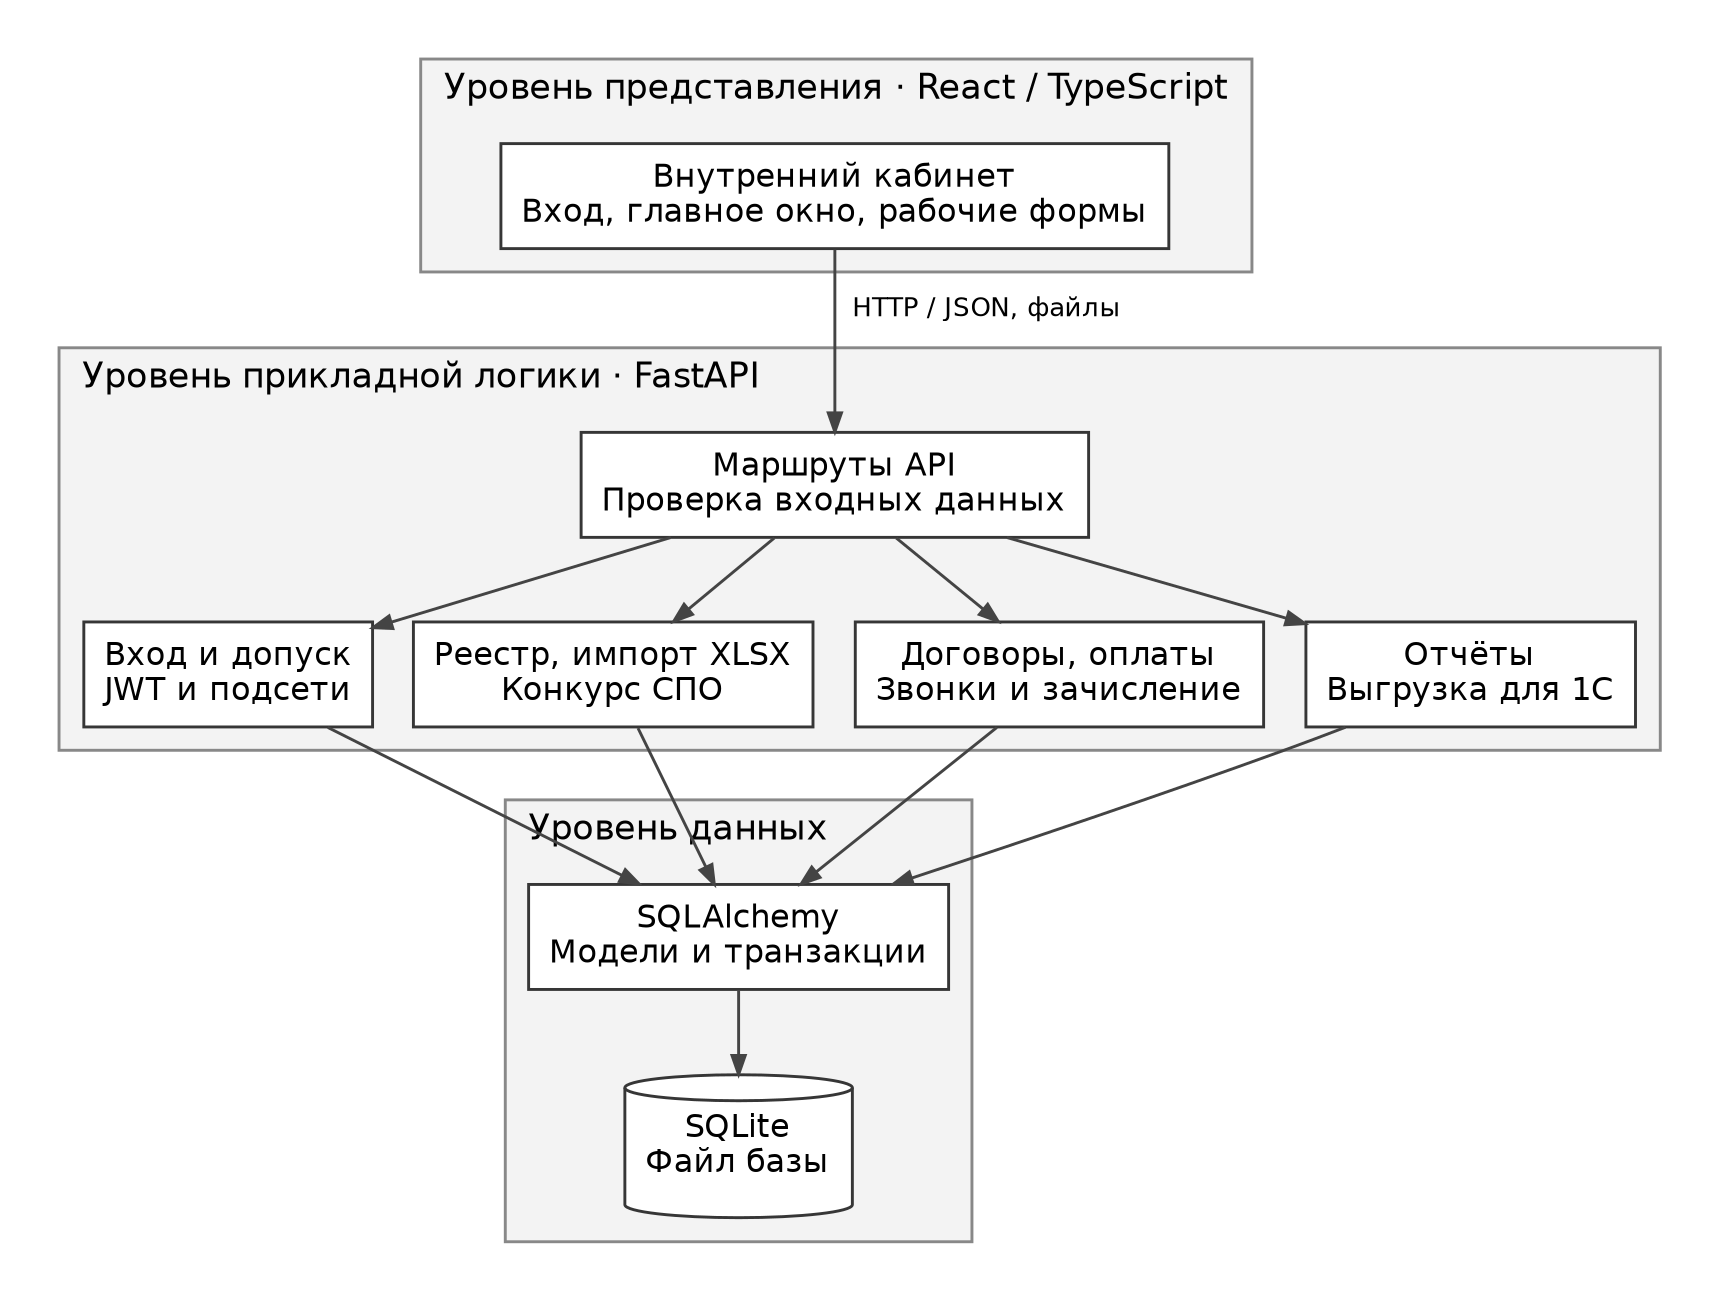 Уровень представления · React / TypeScript
Внутренний кабинет
Вход, главное окно, рабочие формы
HTTP / JSON, файлы
Уровень прикладной логики · FastAPI
Маршруты API
Проверка входных данных
Вход и допуск
JWT и подсети
Реестр, импорт XLSX
Конкурс СПО
Договоры, оплаты
Звонки и зачисление
Отчёты
Выгрузка для 1С
Уровень данных
SQLAlchemy
Модели и транзакции
SQLite
Файл базы